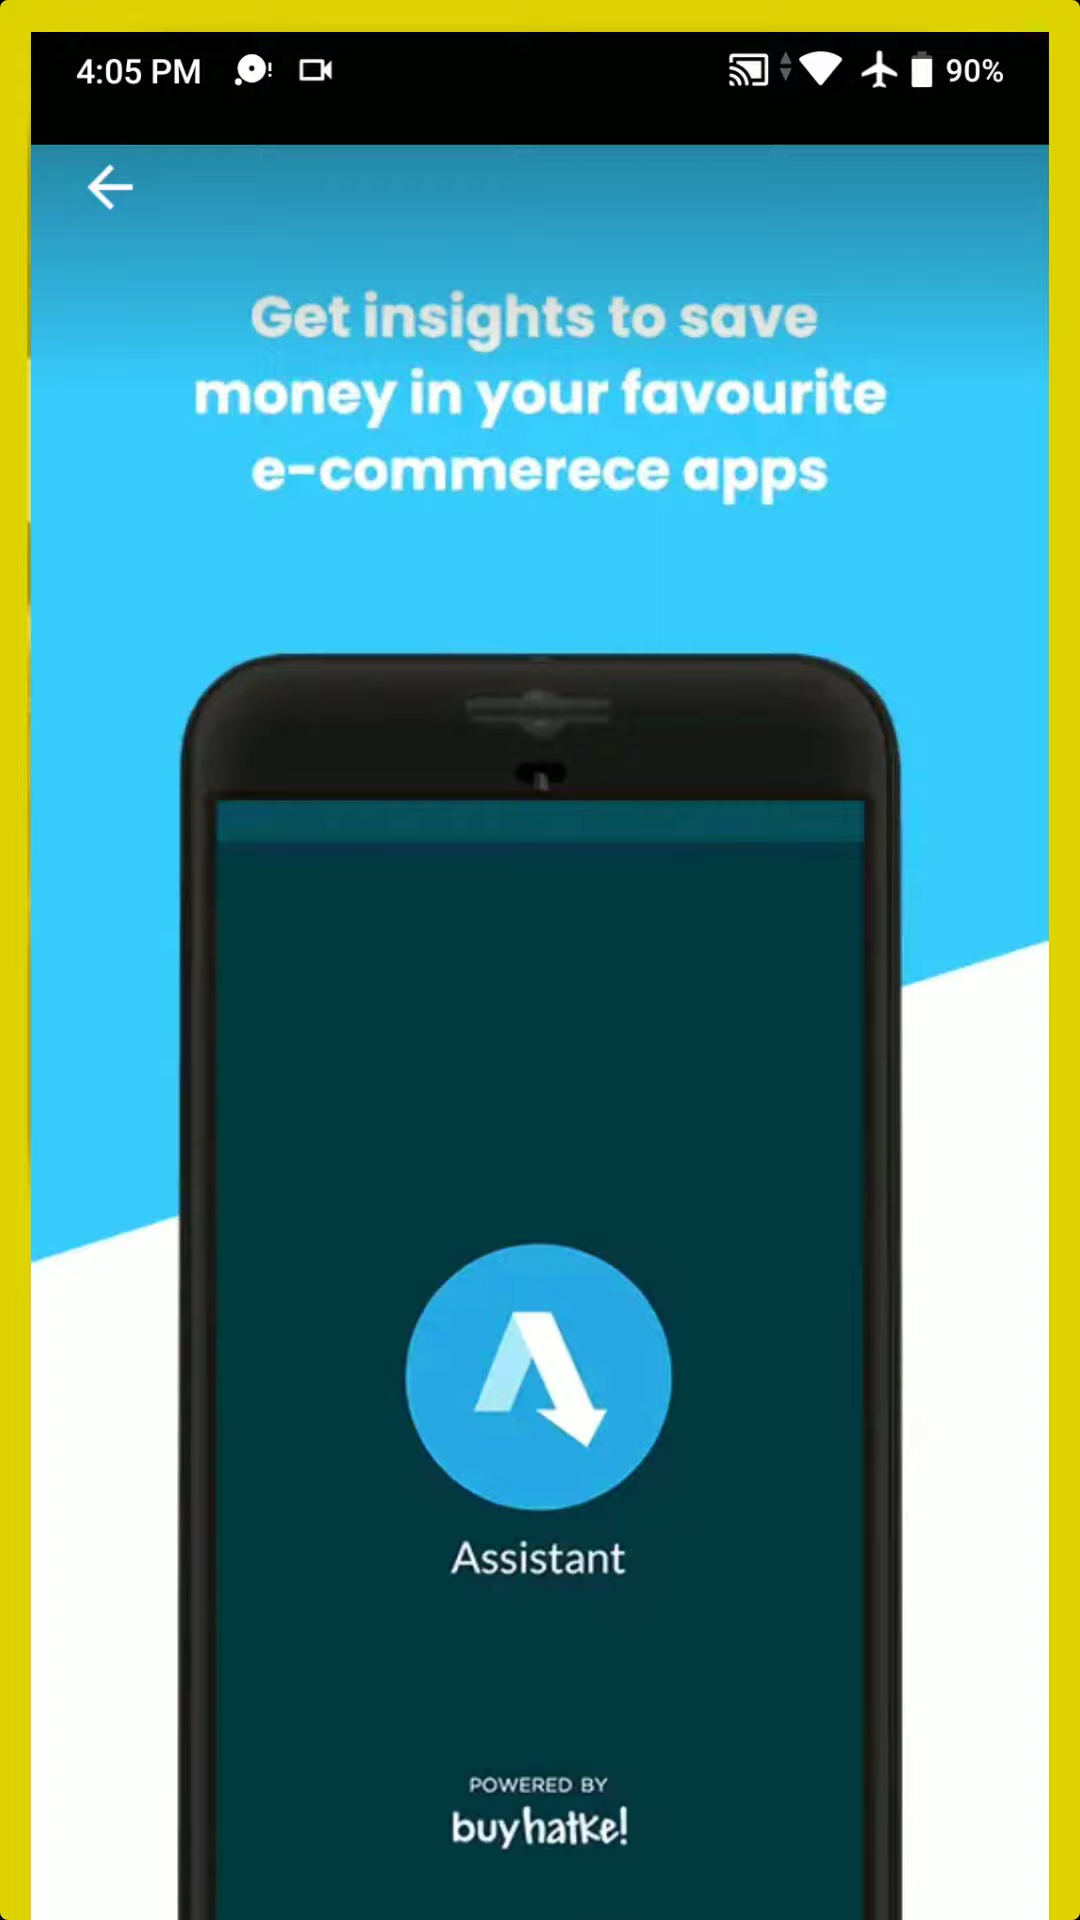 4:05 PM
90%
Get insights to save
money in your favourite
e-commerece apps
Assistant
POWERED BY
buyhatke!